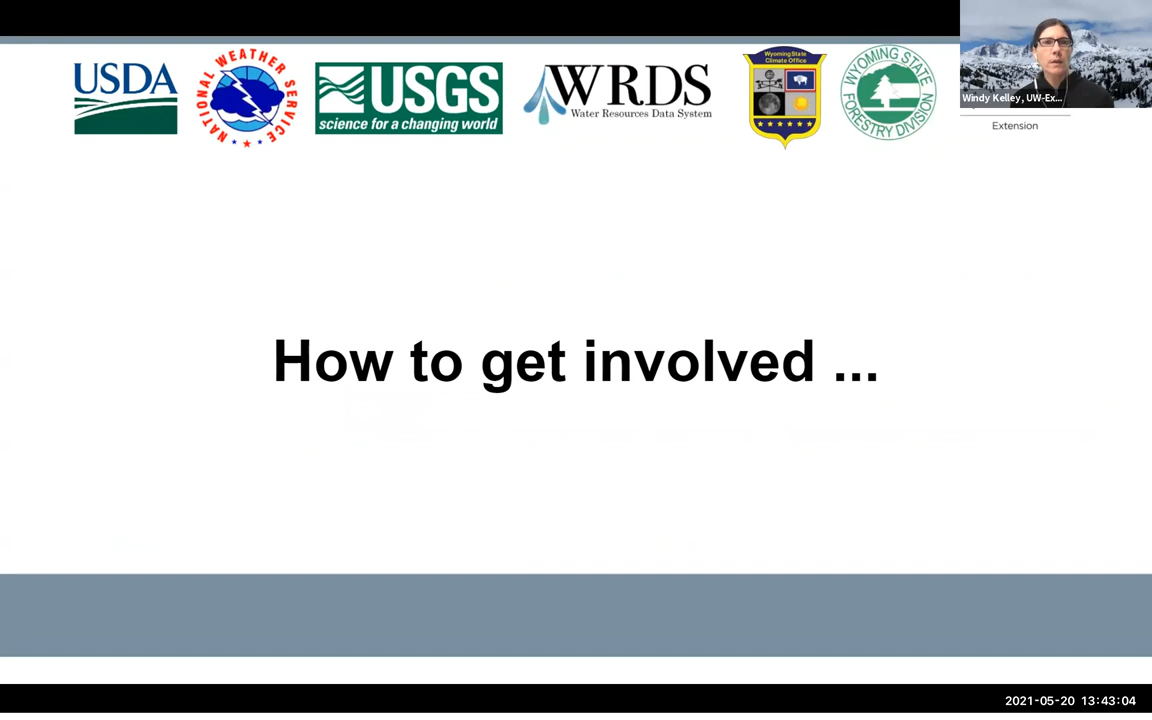 USDA
NATIONAL WEATHER SERVICE
USGS
science for a changing world
WRDS
Water Resources Data System
Wyoming State
Climate Office
WYOMING STATE
FORESTRY DIVISION
Windy Kelley, UW-Ex...
Extension
How to get involved ...
2021-05-20 13:43:04